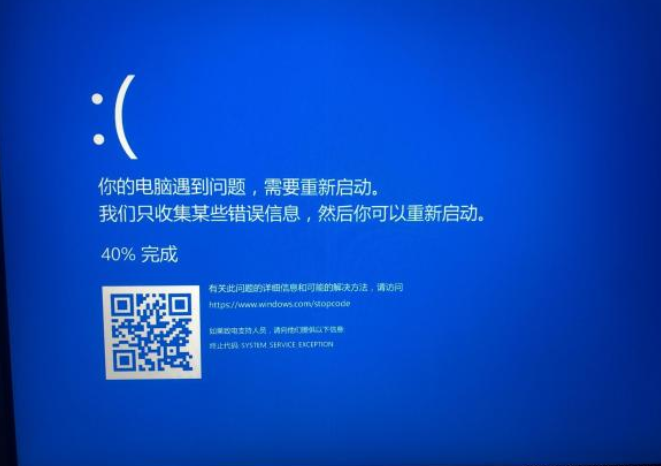 :(
你的电脑遇到问题，需要重新启动。
我们只收集某些错误信息，然后你可以重新启动。
40% 完成
有关此问题的详细信息和可能的解决方法，请访问
https://www.windows.com/stopcode
如果致电支持人员，请向他们提供以下信息:
终止代码: SYSTEM SERVICE EXCEPTION